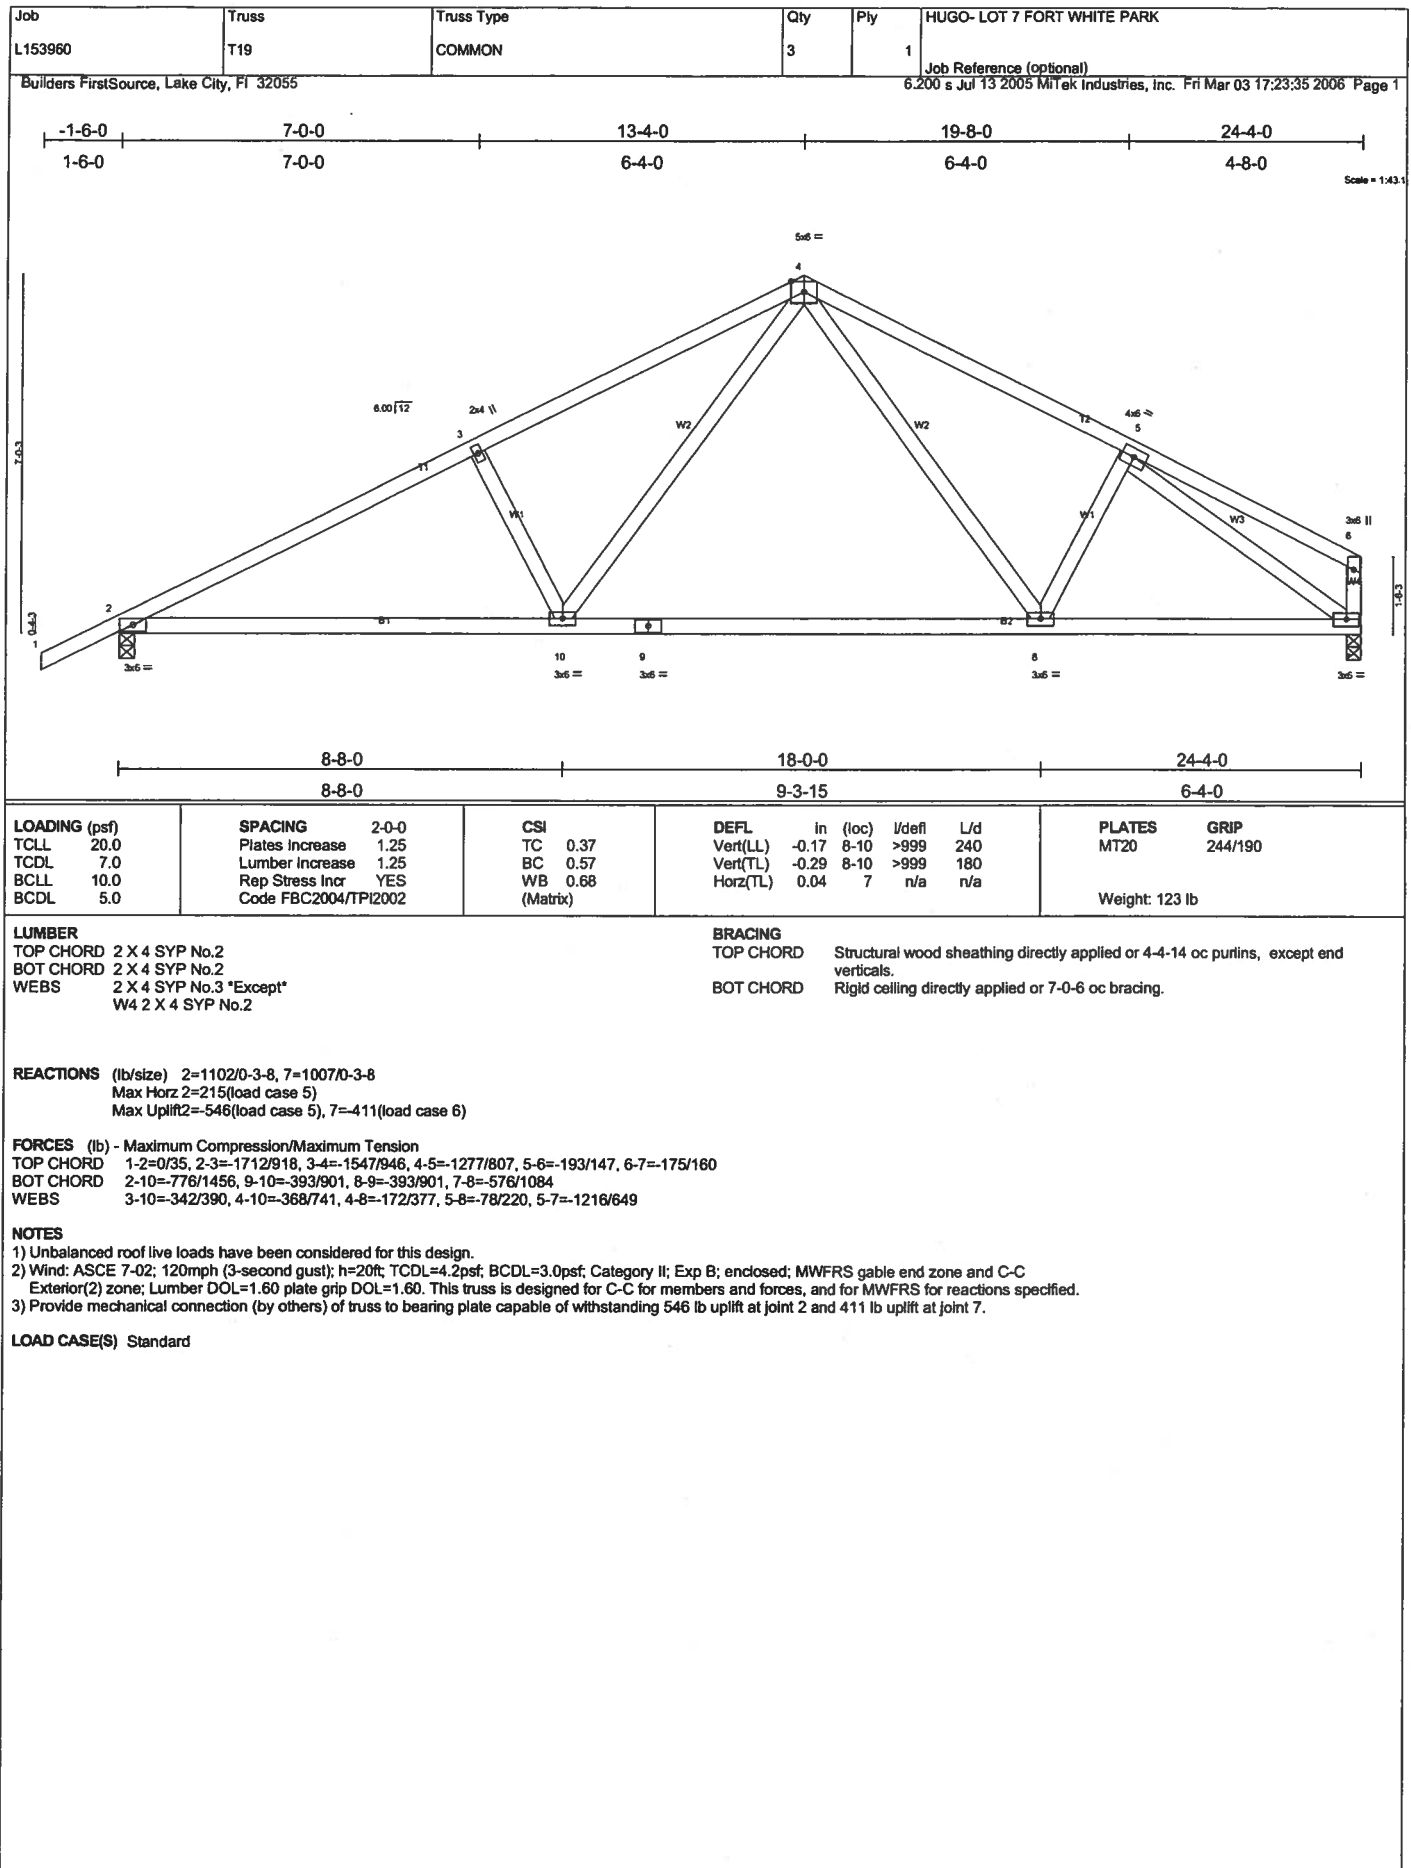 Job Truss Truss Type Qty Ply HUGO- LOT 7 FORT WHITE PARK
L153960 T19 COMMON 3 1
Job Reference (optional)
Builders FirstSource, Lake City, Fl 32055 6.200 s Jul 13 2005 MiTek Industries, Inc. Fri Mar 03 17:23:35 2006 Page 1
-1-6-0 7-0-0 13-4-0 19-8-0 24-4-0
1-6-0 7-0-0 6-4-0 6-4-0 4-8-0
Scale = 1:43.1
5x6 =
4
6.00 12 2x4 \\ 4x6 =
3 W2 W2 T2 5
7-0-3
T1
W1 W1 W3 3x6 ||
6
W4
1-6-3
2
0-4-3
1 B1 B2
3x6 =
10 9 8
3x6 = 3x6 = 3x6 = 3x6 =
8-8-0 18-0-0 24-4-0
8-8-0 9-3-15 6-4-0
LOADING (psf) SPACING 2-0-0 CSI DEFL in (loc) l/defl L/d PLATES GRIP
TCLL 20.0 Plates Increase 1.25 TC 0.37 Vert(LL) -0.17 8-10 >999 240 MT20 244/190
TCDL 7.0 Lumber Increase 1.25 BC 0.57 Vert(TL) -0.29 8-10 >999 180
BCLL 10.0 Rep Stress Incr YES WB 0.68 Horz(TL) 0.04 7 n/a n/a
BCDL 5.0 Code FBC2004/TPI2002 (Matrix) Weight: 123 lb
LUMBER
TOP CHORD 2 X 4 SYP No.2
BOT CHORD 2 X 4 SYP No.2
WEBS 2 X 4 SYP No.3 *Except*
W4 2 X 4 SYP No.2
BRACING
TOP CHORD Structural wood sheathing directly applied or 4-4-14 oc purlins, except end
verticals.
BOT CHORD Rigid ceiling directly applied or 7-0-6 oc bracing.
REACTIONS (lb/size) 2=1102/0-3-8, 7=1007/0-3-8
Max Horz 2=215(load case 5)
Max Uplift2=-546(load case 5), 7=-411(load case 6)
FORCES (lb) - Maximum Compression/Maximum Tension
TOP CHORD 1-2=0/35, 2-3=-1712/918, 3-4=-1547/946, 4-5=-1277/807, 5-6=-193/147, 6-7=-175/160
BOT CHORD 2-10=-776/1456, 9-10=-393/901, 8-9=-393/901, 7-8=-576/1084
WEBS 3-10=-342/390, 4-10=-368/741, 4-8=-172/377, 5-8=-78/220, 5-7=-1216/649
NOTES
1) Unbalanced roof live loads have been considered for this design.
2) Wind: ASCE 7-02; 120mph (3-second gust); h=20ft; TCDL=4.2psf; BCDL=3.0psf; Category II; Exp B; enclosed; MWFRS gable end zone and C-C
Exterior(2) zone; Lumber DOL=1.60 plate grip DOL=1.60. This truss is designed for C-C for members and forces, and for MWFRS for reactions specified.
3) Provide mechanical connection (by others) of truss to bearing plate capable of withstanding 546 lb uplift at joint 2 and 411 lb uplift at joint 7.
LOAD CASE(S) Standard